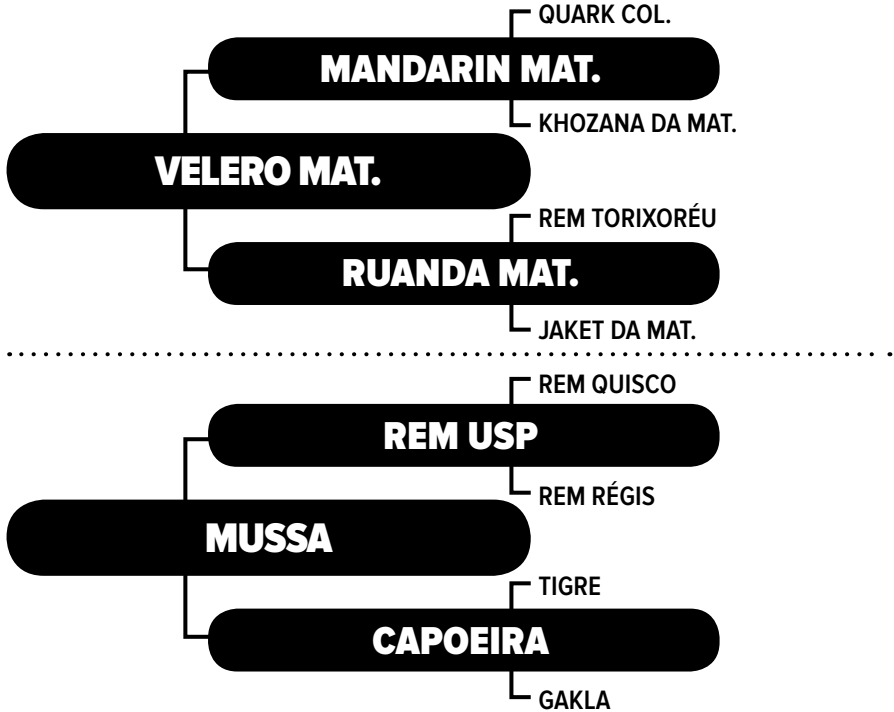 QUARK COL.
MANDARIN MAT.
KHOZANA DA MAT.
VELERO MAT.
REM TORIXORÉU
RUANDA MAT.
JAKET DA MAT.
REM QUISCO
REM USP
REM RÉGIS
MUSSA
TIGRE
CAPOEIRA
GAKLA